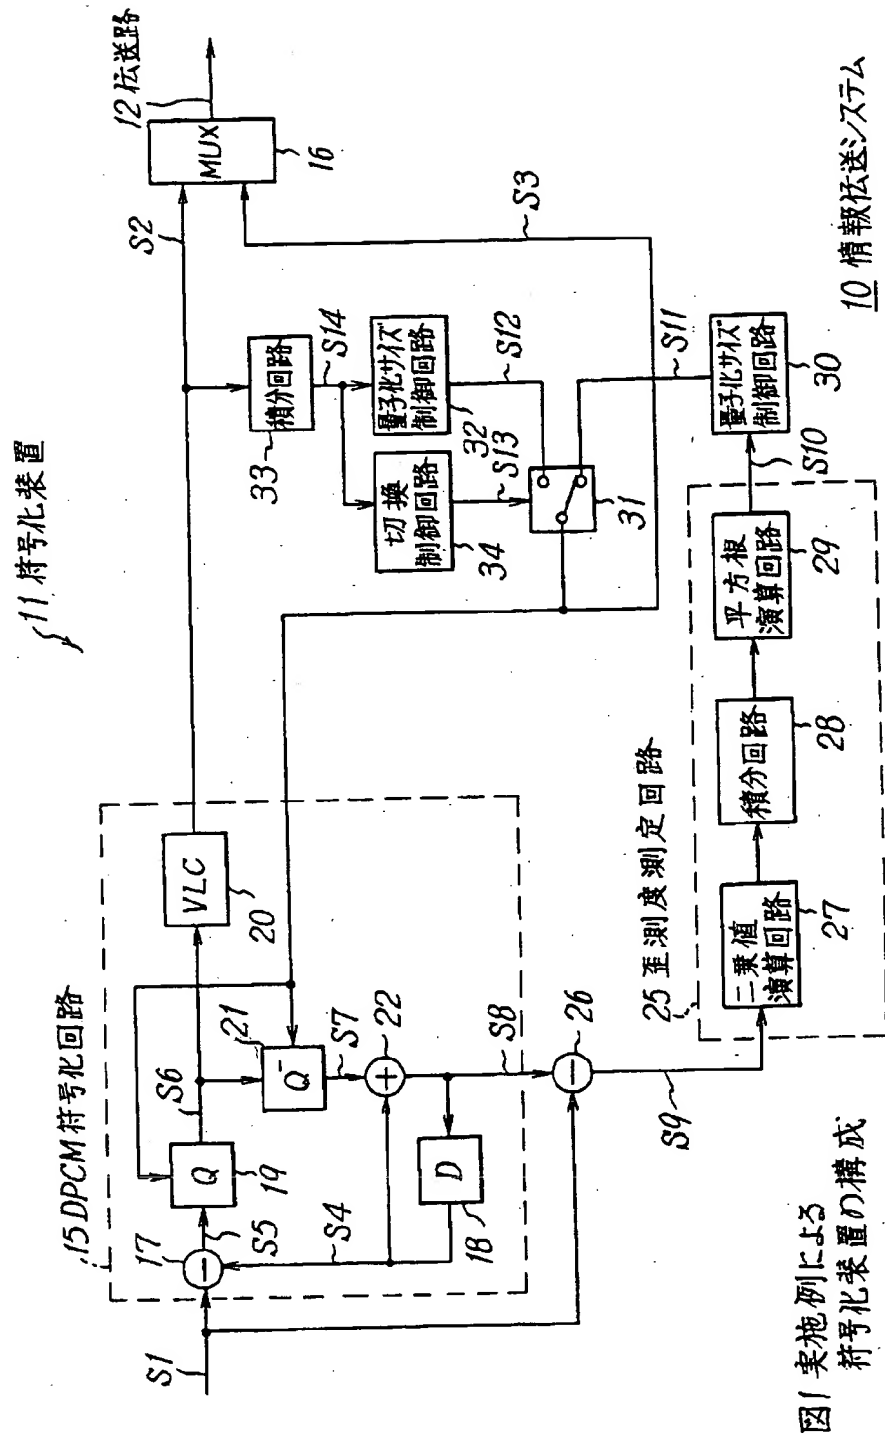 11 符号化装置
12 伝送路
MUX
16
S2
S3
15 DPCM符号化回路
VLC
20
積分回路
33
S14
量子化サイズ
制御回路
32
S12
切換
制御回路
34
S13
31
S11
S6
Q
19
21
Q⁻
S7
22
+
17
−
S5
S4
D
18
S8
26
−
S1
S9
25 歪測度測定回路
二乗値
演算回路
27
積分回路
28
平方根
演算回路
29
S10
量子化サイズ
制御回路
30
10 情報伝送システム
図1 実施例による
符号化装置の構成